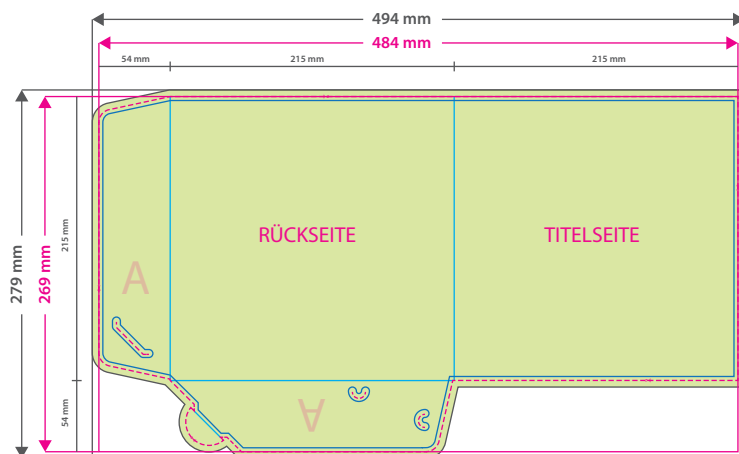 494 mm
484 mm
54 mm
215 mm
215 mm
279 mm
269 mm
215 mm
54 mm
RÜCKSEITE
TITELSEITE
A
A